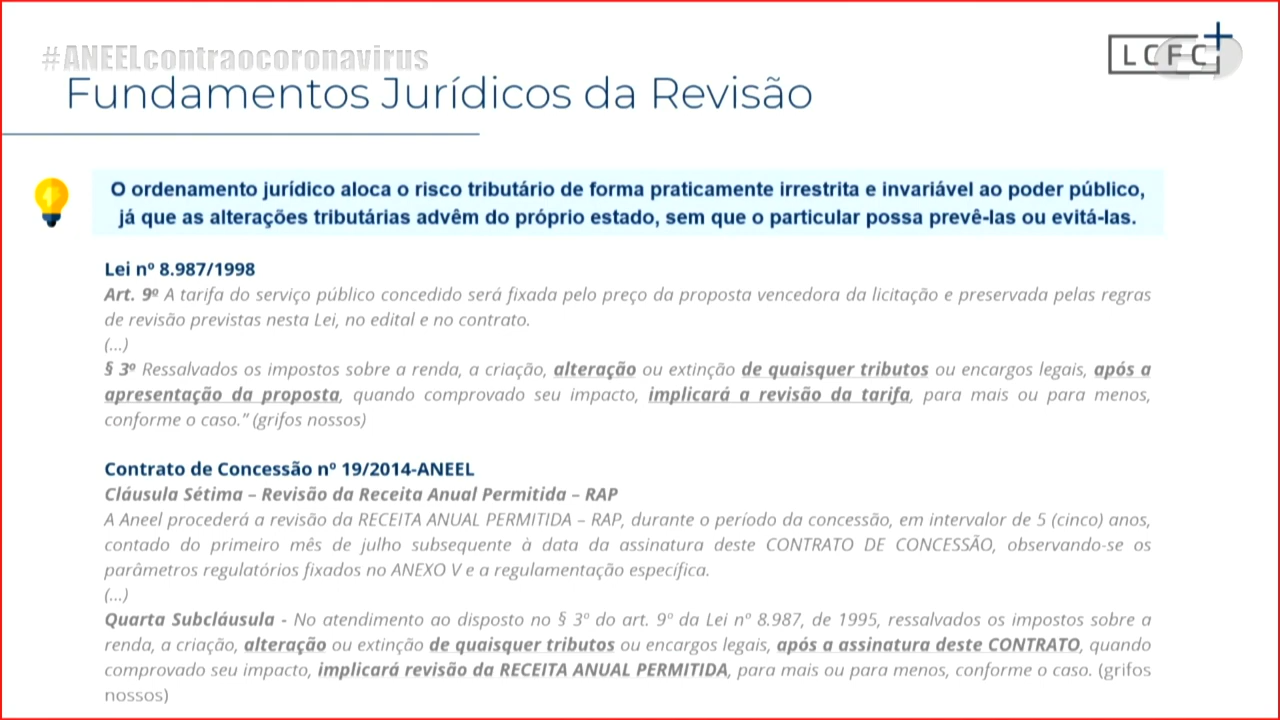 #ANEELcontraocoronavirus
LCFC
Fundamentos Jurídicos da Revisão
O ordenamento jurídico aloca o risco tributário de forma praticamente irrestrita e invariável ao poder público,
já que as alterações tributárias advêm do próprio estado, sem que o particular possa prevê-las ou evitá-las.
Lei nº 8.987/1998
Art. 9º A tarifa do serviço público concedido será fixada pelo preço da proposta vencedora da licitação e preservada pelas regras
de revisão previstas nesta Lei, no edital e no contrato.
(...)
§ 3º Ressalvados os impostos sobre a renda, a criação, alteração ou extinção de quaisquer tributos ou encargos legais, após a
apresentação da proposta, quando comprovado seu impacto, implicará a revisão da tarifa, para mais ou para menos,
conforme o caso.” (grifos nossos)
Contrato de Concessão nº 19/2014-ANEEL
Cláusula Sétima – Revisão da Receita Anual Permitida – RAP
A Aneel procederá a revisão da RECEITA ANUAL PERMITIDA – RAP, durante o período da concessão, em intervalor de 5 (cinco) anos,
contado do primeiro mês de julho subsequente à data da assinatura deste CONTRATO DE CONCESSÃO, observando-se os
parâmetros regulatórios fixados no ANEXO V e a regulamentação específica.
(...)
Quarta Subcláusula - No atendimento ao disposto no § 3º do art. 9º da Lei nº 8.987, de 1995, ressalvados os impostos sobre a
renda, a criação, alteração ou extinção de quaisquer tributos ou encargos legais, após a assinatura deste CONTRATO, quando
comprovado seu impacto, implicará revisão da RECEITA ANUAL PERMITIDA, para mais ou para menos, conforme o caso. (grifos
nossos)